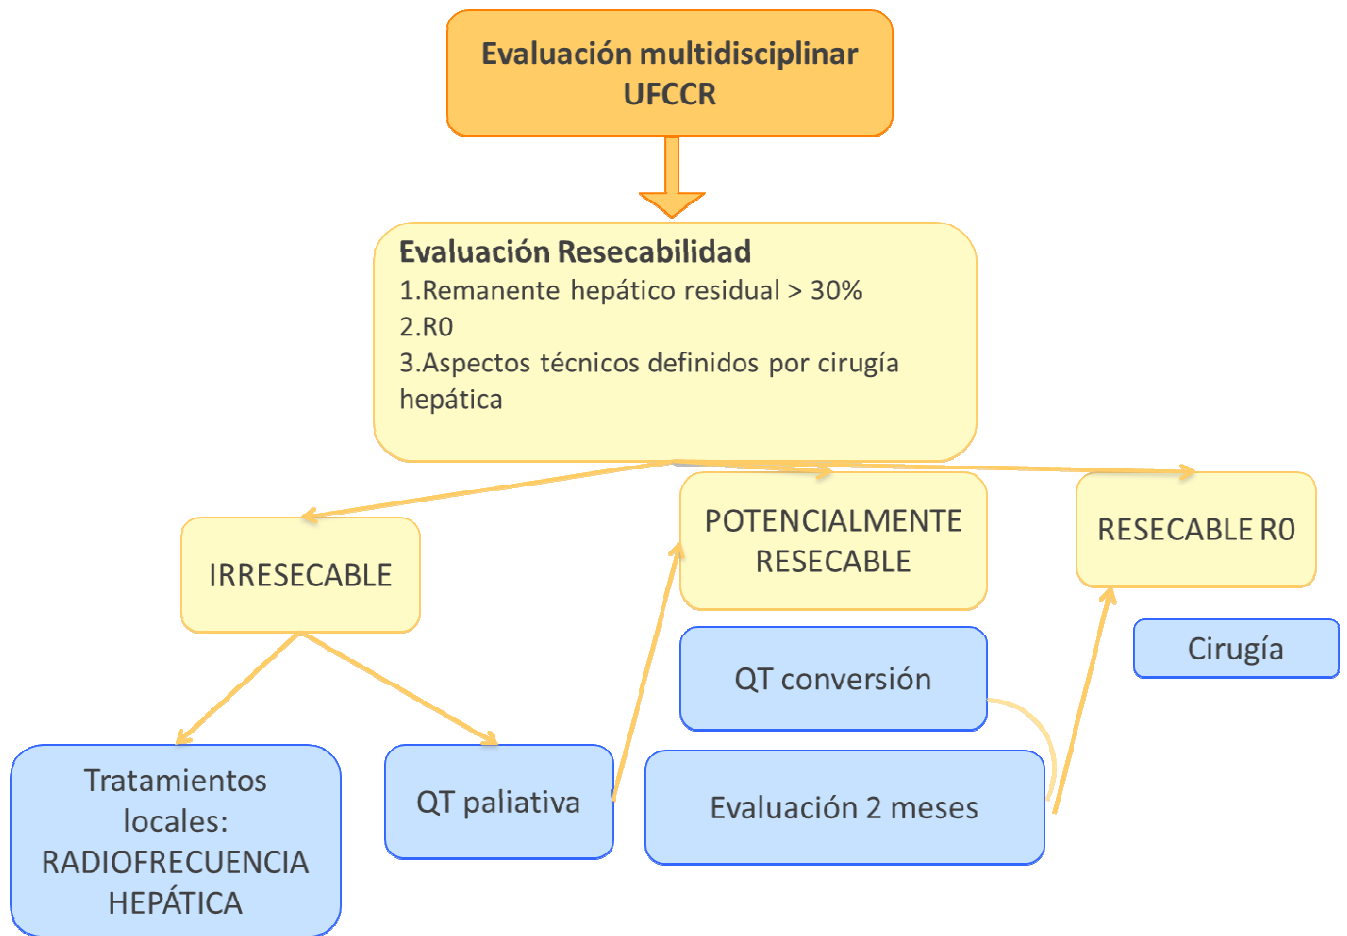 Evaluación multidisciplinar
UFCCR
Evaluación Resecabilidad
1.Remanente hepático residual > 30%
2.R0
3.Aspectos técnicos definidos por cirugía
hepática
IRRESECABLE
POTENCIALMENTE
RESECABLE
RESECABLE R0
QT conversión
Cirugía
Tratamientos
locales:
RADIOFRECUENCIA
HEPÁTICA
QT paliativa
Evaluación 2 meses